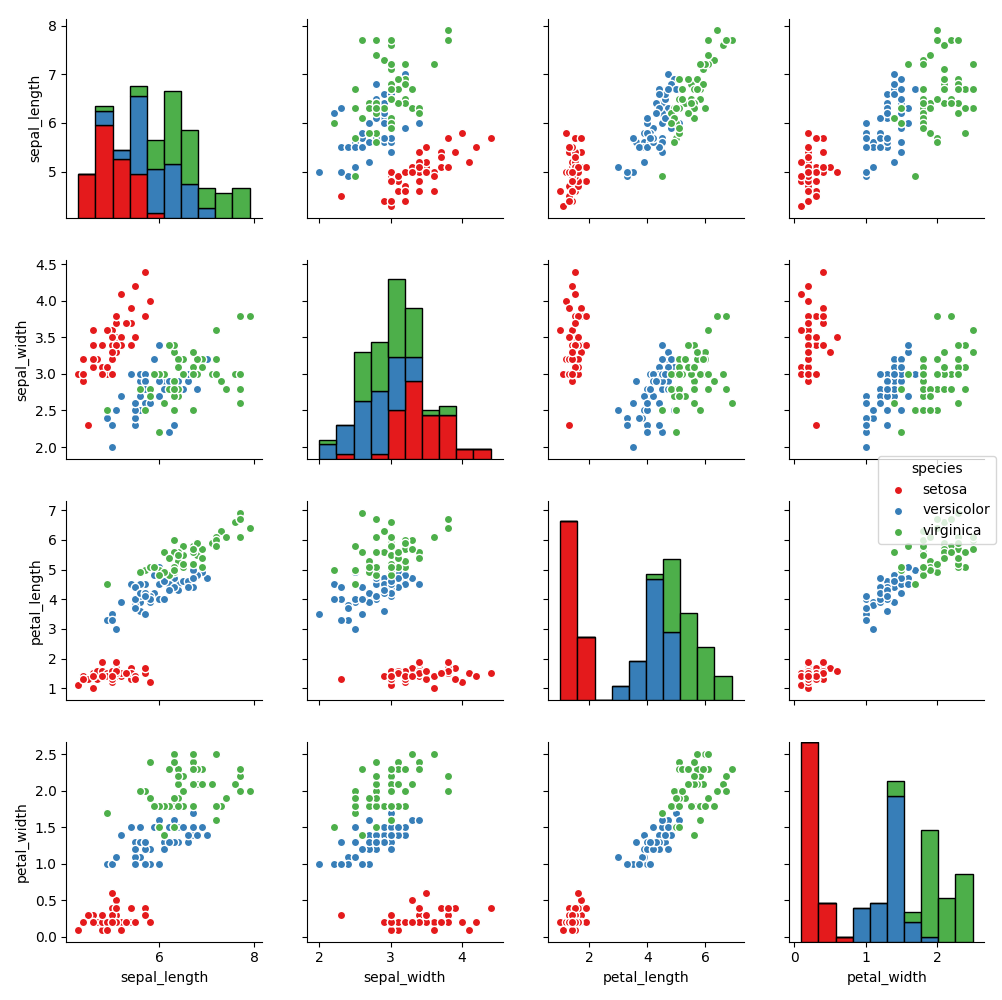 sepal_length
8
7
6
5
sepal_width
4.5
4.0
3.5
3.0
2.5
2.0
species
setosa
versicolor
virginica
petal_length
7
6
5
4
3
2
1
2 4 6
petal_width
2.5
2.0
1.5
1.0
0.5
0.0
6 8
2 3 4
2 4 6
0 1 2
sepal_length sepal_width petal_length petal_width